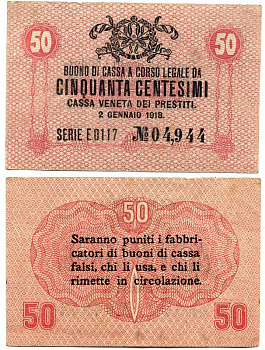 50
50
BUONO DI CASSA A CORSO LEGALE DA
CINQUANTA CENTESIMI
CASSA VENETA DEI PRESTITI.
2 GENNAIO 1918.
SERIE E 0117 № 04,944
50
Saranno puniti i fabbri-
catori di buoni di cassa
falsi, chi li usa, e chi li
rimette in circolazione.
50
50